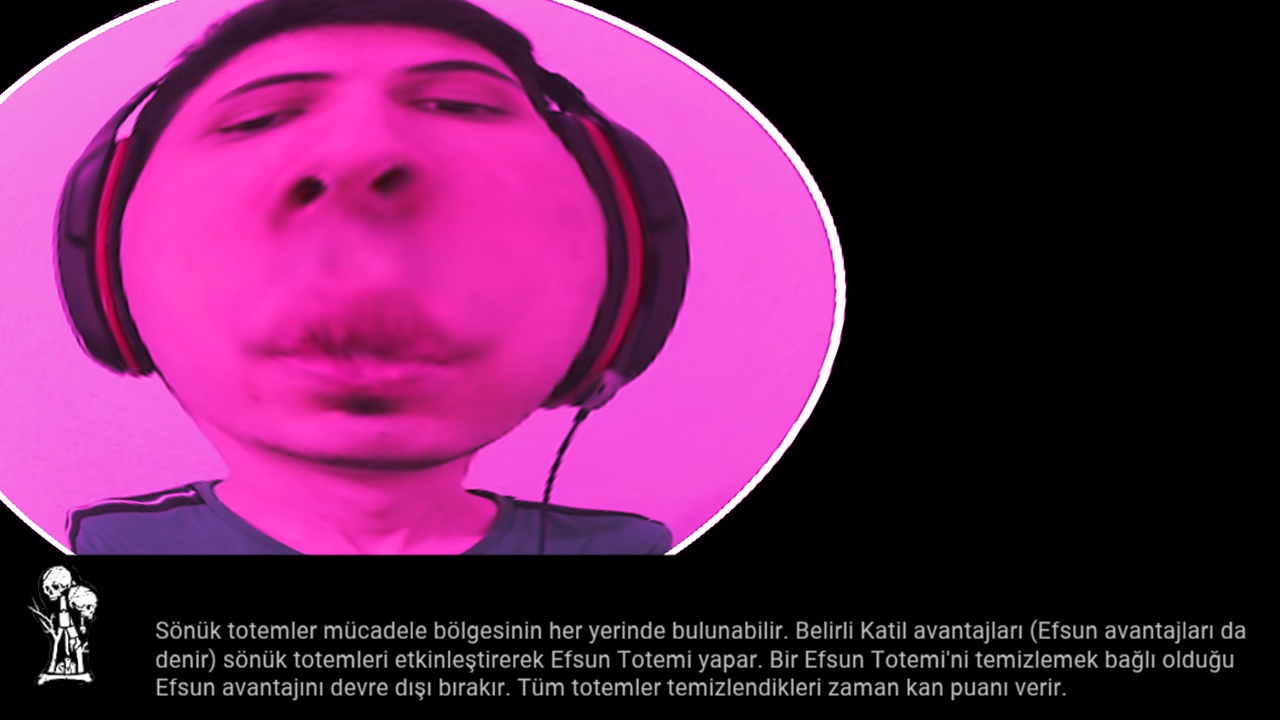 Sönük totemler mücadele bölgesinin her yerinde bulunabilir. Belirli Katil avantajları (Efsun avantajları da
denir) sönük totemleri etkinleştirerek Efsun Totemi yapar. Bir Efsun Totemi'ni temizlemek bağlı olduğu
Efsun avantajını devre dışı bırakır. Tüm totemler temizlendikleri zaman kan puanı verir.